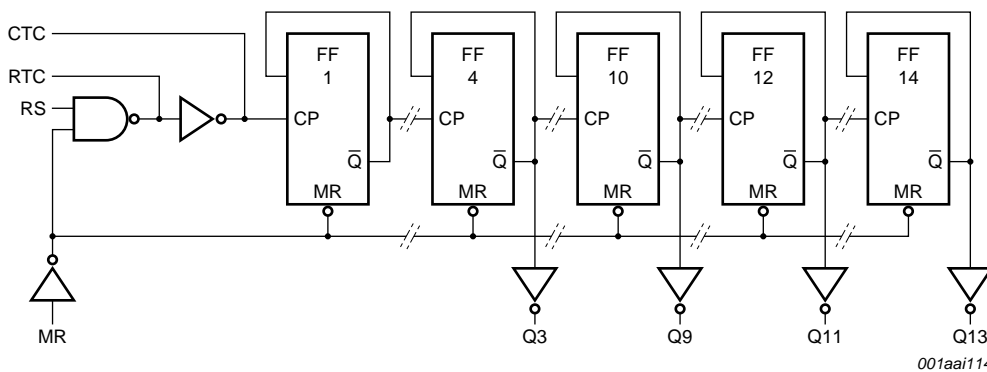 CTC
RTC
RS
FF
1
CP
Q̅
MR
FF
4
CP
Q̅
MR
FF
10
CP
Q̅
MR
FF
12
CP
Q̅
MR
FF
14
CP
Q̅
MR
MR
Q3
Q9
Q11
Q13
001aai114